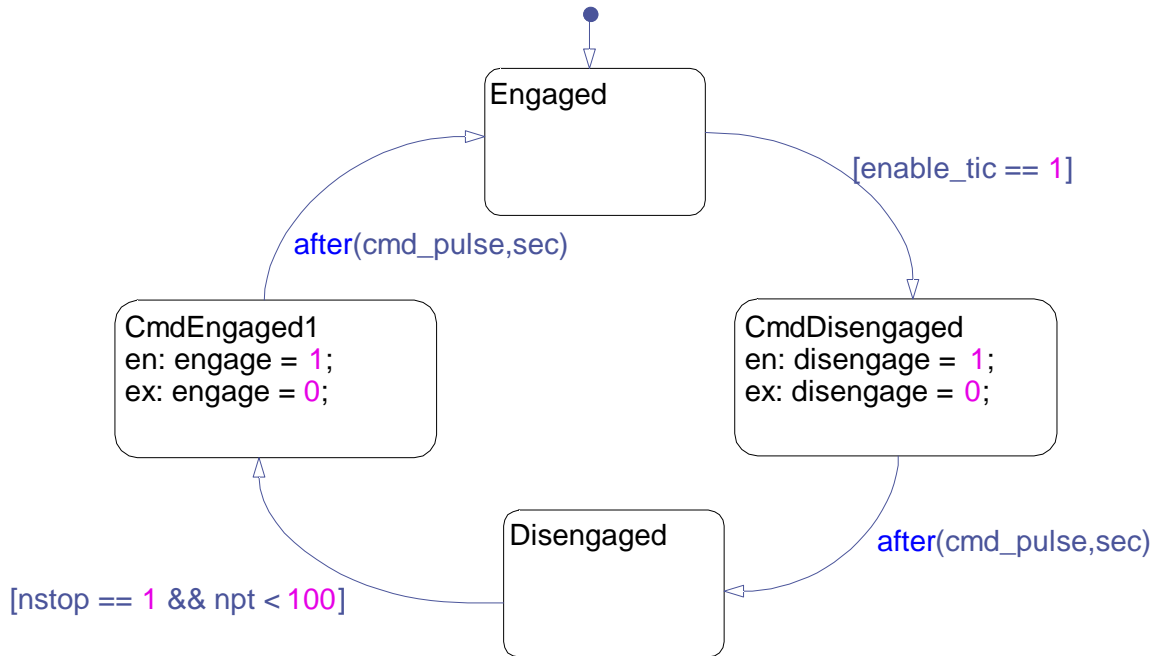 Engaged
[enable_tic == 1]
after(cmd_pulse,sec)
CmdEngaged1
en: engage = 1;
ex: engage = 0;
CmdDisengaged
en: disengage = 1;
ex: disengage = 0;
Disengaged
after(cmd_pulse,sec)
[nstop == 1 && npt < 100]